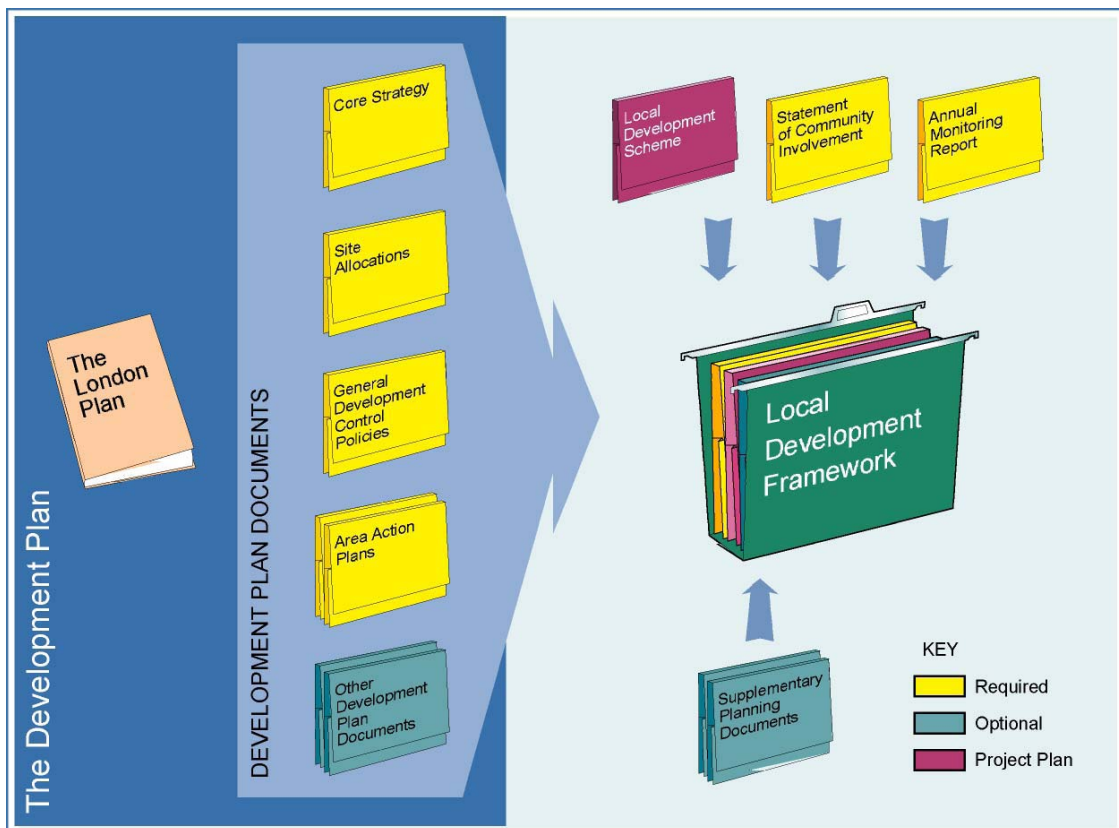 The Development Plan
The
London
Plan
DEVELOPMENT PLAN DOCUMENTS
Core Strategy
Site
Allocations
General
Development
Control
Policies
Area Action
Plans
Other
Development
Plan
Documents
Local
Development
Scheme
Statement
of Community
Involvement
Annual
Monitoring
Report
Local
Development
Framework
Supplementary
Planning
Documents
KEY
Required
Optional
Project Plan